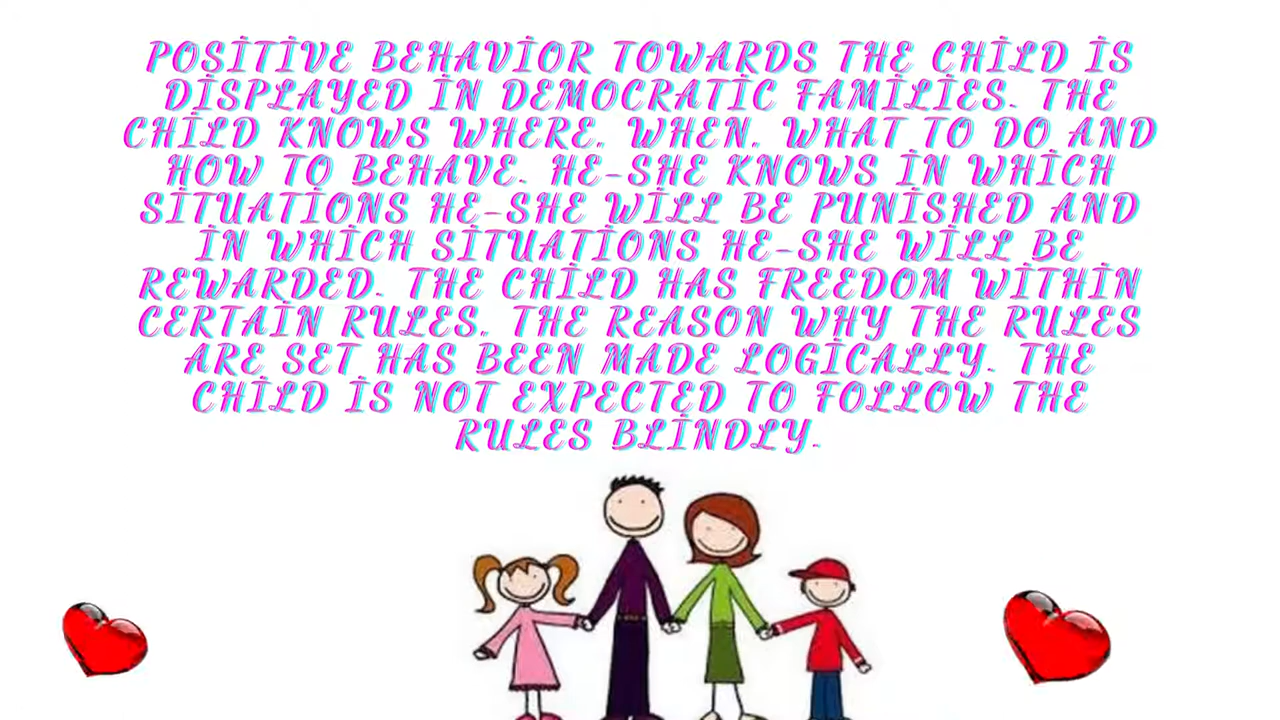 POSİTİVE BEHAVİOR TOWARDS THE CHİLD İS
DİSPLAYED İN DEMOCRATİC FAMİLİES. THE
CHİLD KNOWS WHERE, WHEN, WHAT TO DO AND
HOW TO BEHAVE. HE-SHE KNOWS İN WHİCH
SİTUATİONS HE-SHE WİLL BE PUNİSHED AND
İN WHİCH SİTUATİONS HE-SHE WİLL BE
REWARDED. THE CHİLD HAS FREEDOM WİTHİN
CERTAİN RULES. THE REASON WHY THE RULES
ARE SET HAS BEEN MADE LOGİCALLY. THE
CHİLD İS NOT EXPECTED TO FOLLOW THE
RULES BLİNDLY.